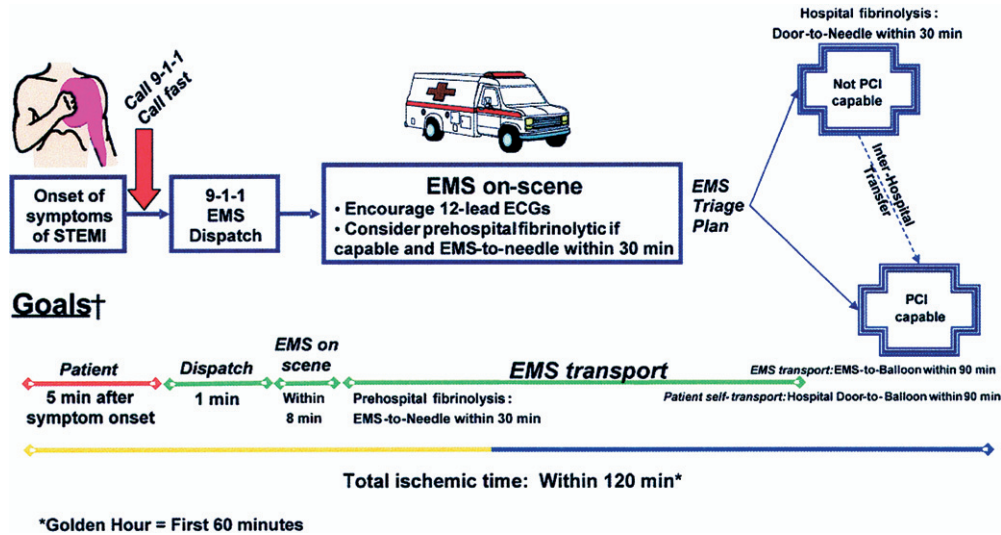 Hospital fibrinolysis :
Door-to-Needle within 30 min
Call 9-1-1
Call fast
Not PCI
capable
Onset of
symptoms
of STEMI
9-1-1
EMS
Dispatch
EMS on-scene
• Encourage 12-lead ECGs
• Consider prehospital fibrinolytic if
capable and EMS-to-needle within 30 min
EMS
Triage
Plan
Inter-Hospital
Transfer
PCI
capable
Goals†
Patient
5 min after
symptom onset
Dispatch
1 min
EMS on
scene
Within
8 min
EMS transport
Prehospital fibrinolysis :
EMS-to-Needle within 30 min
EMS transport: EMS-to-Balloon within 90 min
Patient self-transport: Hospital Door-to-Balloon within 90 min
Total ischemic time: Within 120 min*
*Golden Hour = First 60 minutes